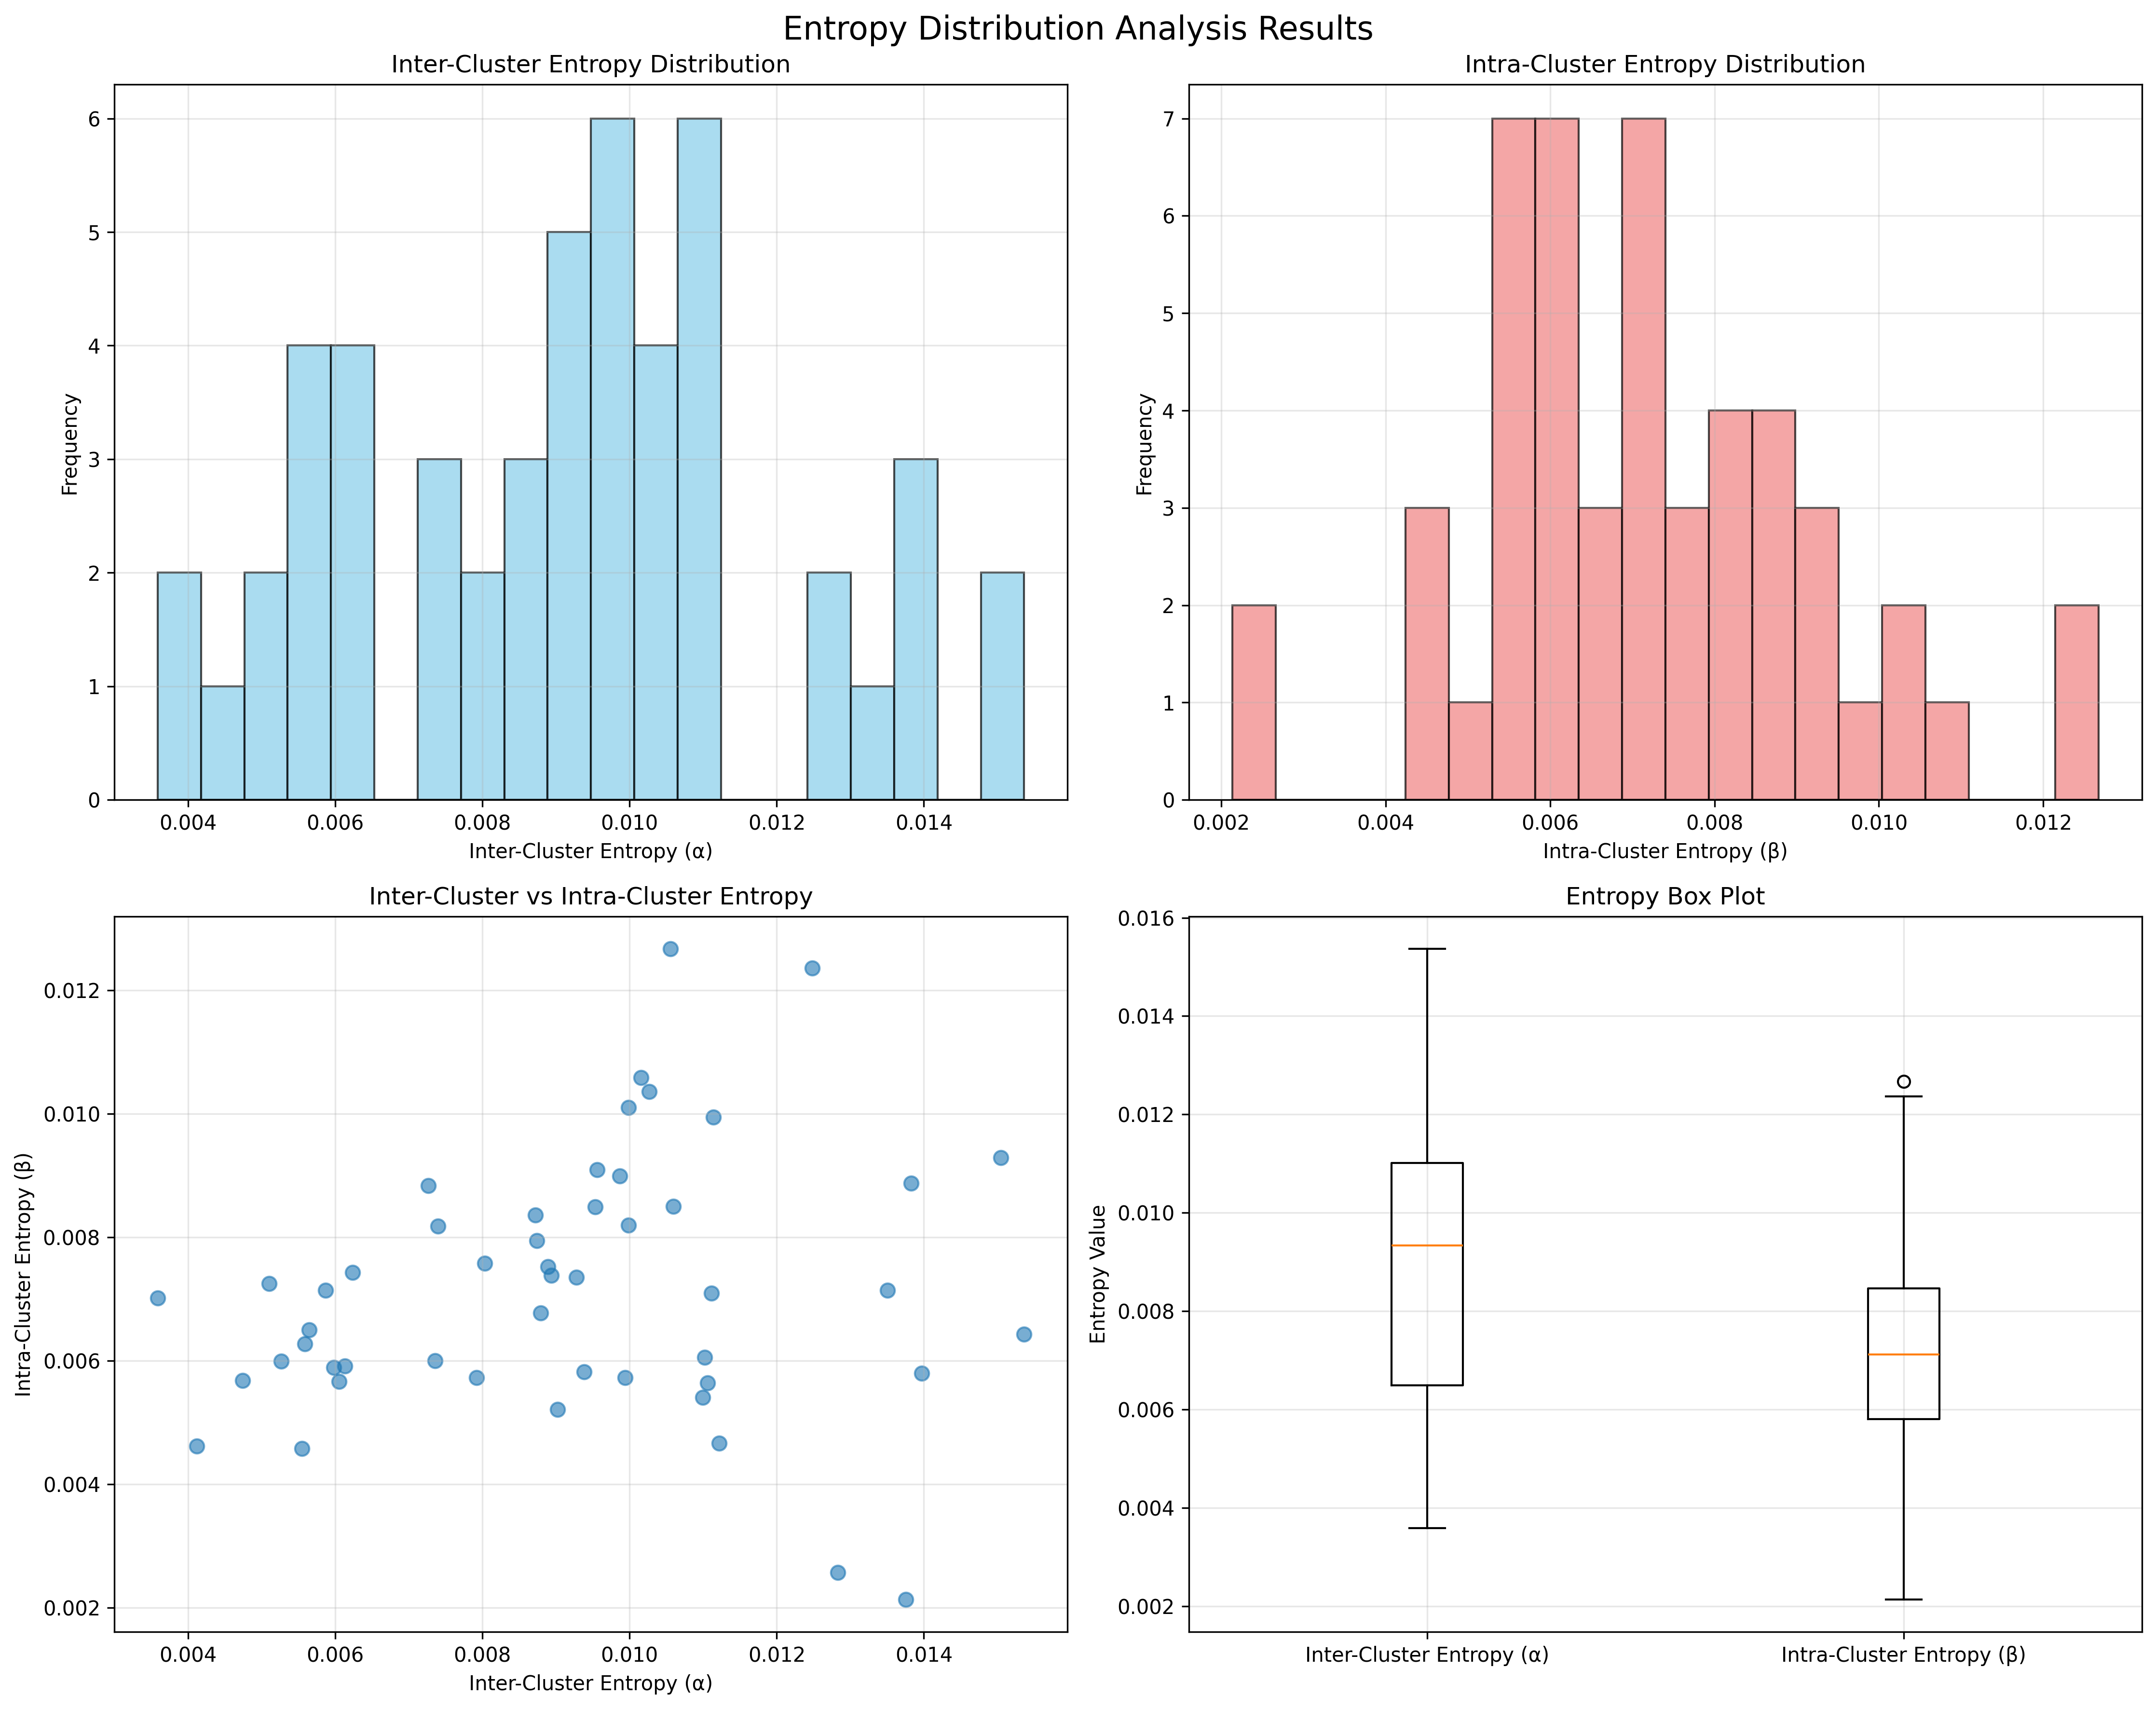 Entropy Distribution Analysis Results
Inter-Cluster Entropy Distribution
Frequency
6
5
4
3
2
1
0
0.004 0.006 0.008 0.010 0.012 0.014
Inter-Cluster Entropy (α)
Intra-Cluster Entropy Distribution
Frequency
7
6
5
4
3
2
1
0
0.002 0.004 0.006 0.008 0.010 0.012
Intra-Cluster Entropy (β)
Inter-Cluster vs Intra-Cluster Entropy
Intra-Cluster Entropy (β)
0.012
0.010
0.008
0.006
0.004
0.002
0.004 0.006 0.008 0.010 0.012 0.014
Inter-Cluster Entropy (α)
Entropy Box Plot
Entropy Value
0.016
0.014
0.012
0.010
0.008
0.006
0.004
0.002
Inter-Cluster Entropy (α) Intra-Cluster Entropy (β)